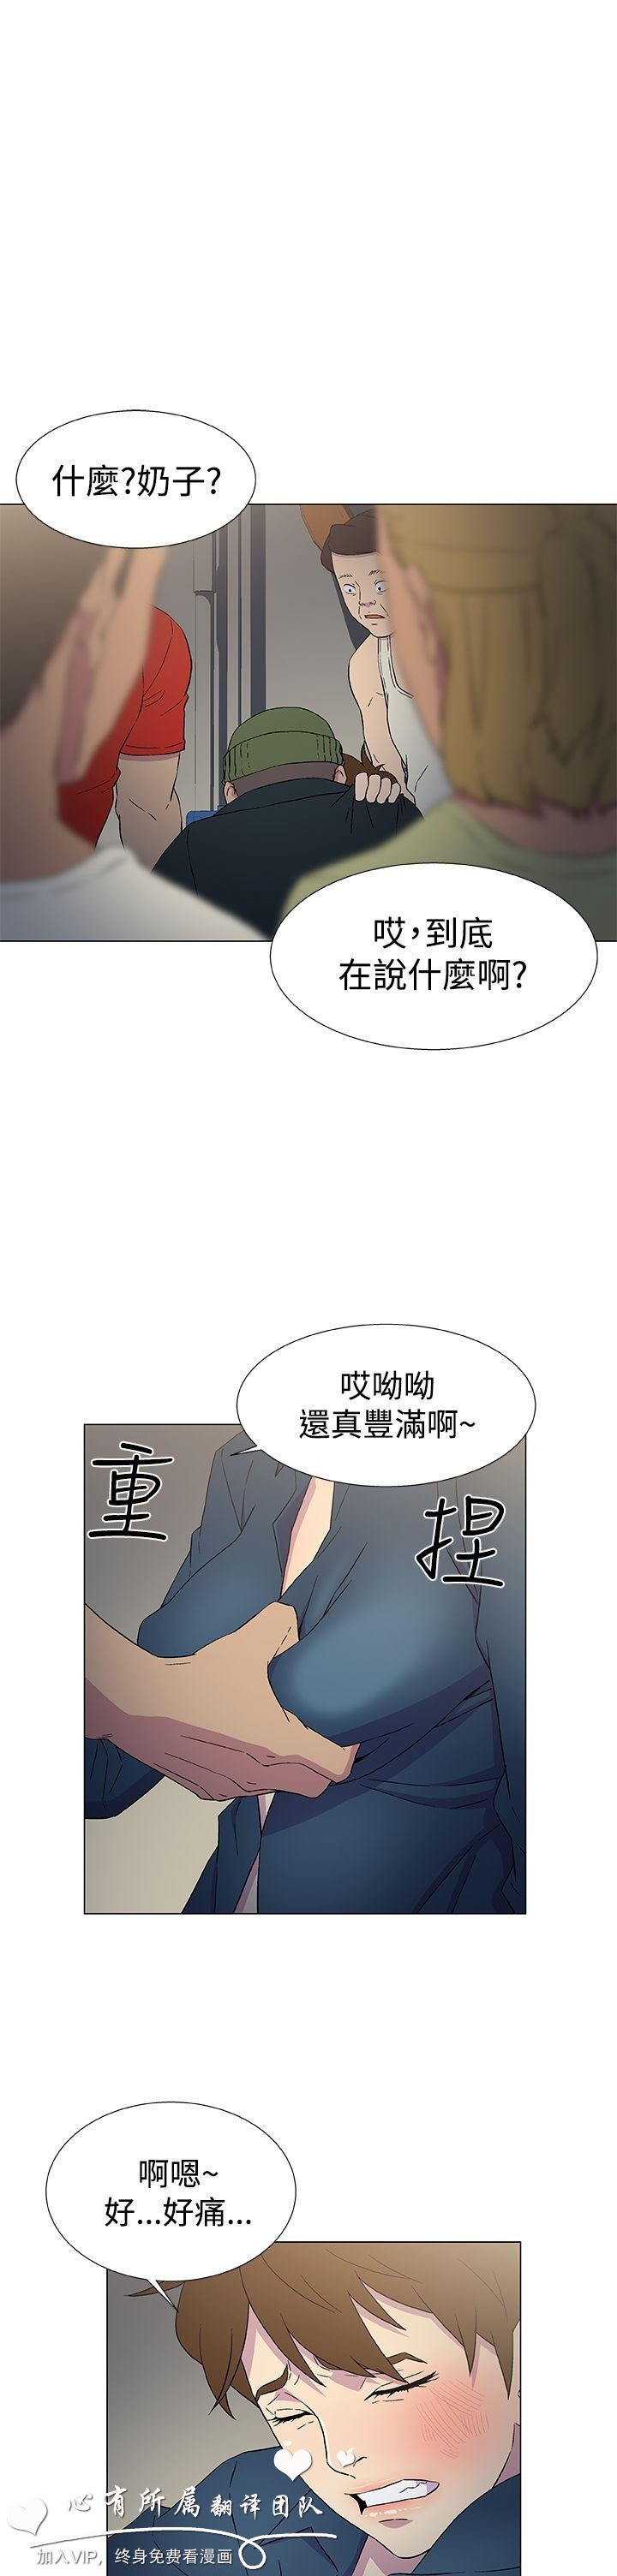 什麼?奶子?
哎，到底
在說什麼啊?
哎呦呦
還真豐滿啊~
重
捏
啊嗯~
好...好痛...
心有所属翻译团队
加入VIP，终身免费看漫画